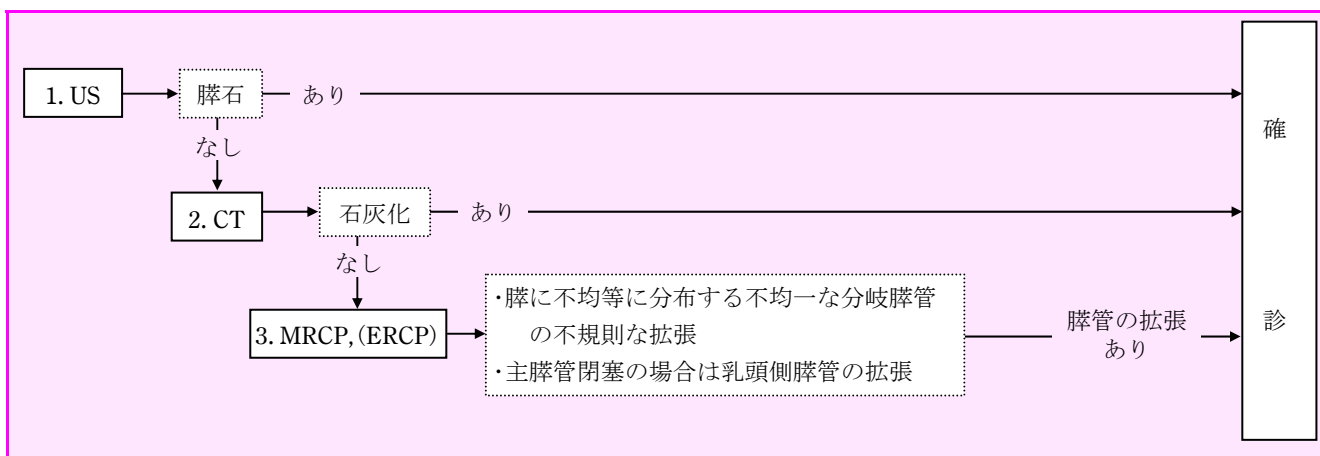 1. US
膵石
あり
なし
2. CT
石灰化
あり
なし
3. MRCP, (ERCP)
・膵に不均等に分布する不均一な分岐膵管
の不規則な拡張
・主膵管閉塞の場合は乳頭側膵管の拡張
膵管の拡張
あり
確
診